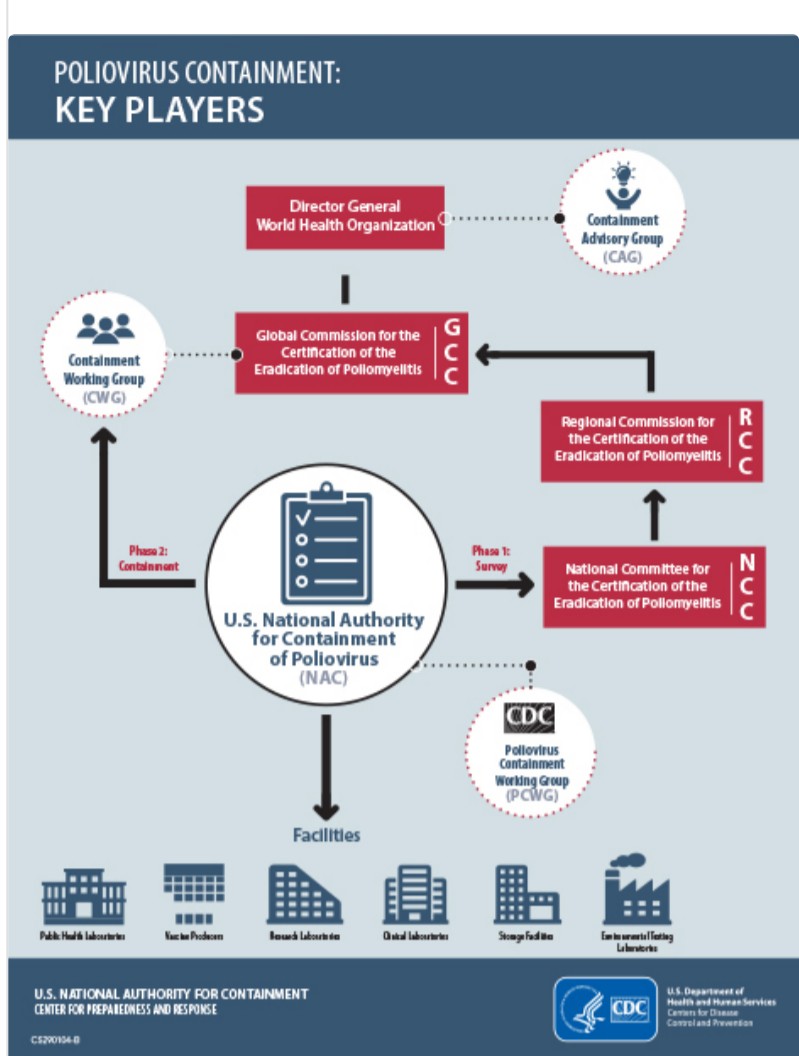 POLIOVIRUS CONTAINMENT:
KEY PLAYERS
Director General
World Health Organization
Containment
Advisory Group
(CAG)
Containment
Working Group
(CWG)
Global Commission for the
Certification of the
Eradication of Poliomyelitis
G
C
C
Regional Commission for
the Certification of the
Eradication of Poliomyelitis
R
C
C
Phase 2:
Containment
Phase 1:
Survey
National Committee for
the Certification of the
Eradication of Poliomyelitis
N
C
C
U.S. National Authority
for Containment
of Poliovirus
(NAC)
CDC
Poliovirus
Containment
Working Group
(PCWG)
Facilities
Public Health Laboratories
Vaccine Producers
Research Laboratories
Clinical Laboratories
Storage Facilities
Environmental Testing
Laboratories
U.S. NATIONAL AUTHORITY FOR CONTAINMENT
CENTER FOR PREPAREDNESS AND RESPONSE
CS290104-B
CDC
U.S. Department of
Health and Human Services
Centers for Disease
Control and Prevention